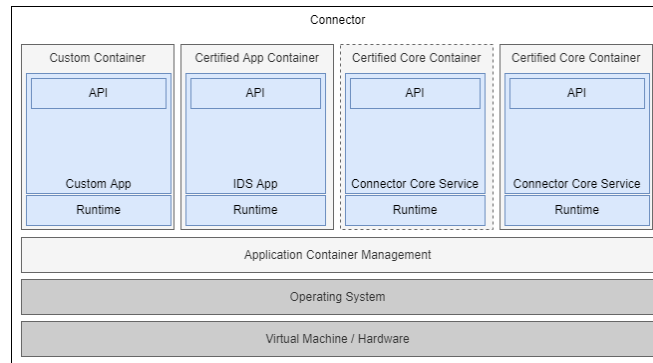 Connector
Custom Container
Certified App Container
Certified Core Container
Certified Core Container
API
API
API
API
Custom App
IDS App
Connector Core Service
Connector Core Service
Runtime
Runtime
Runtime
Runtime
Application Container Management
Operating System
Virtual Machine / Hardware